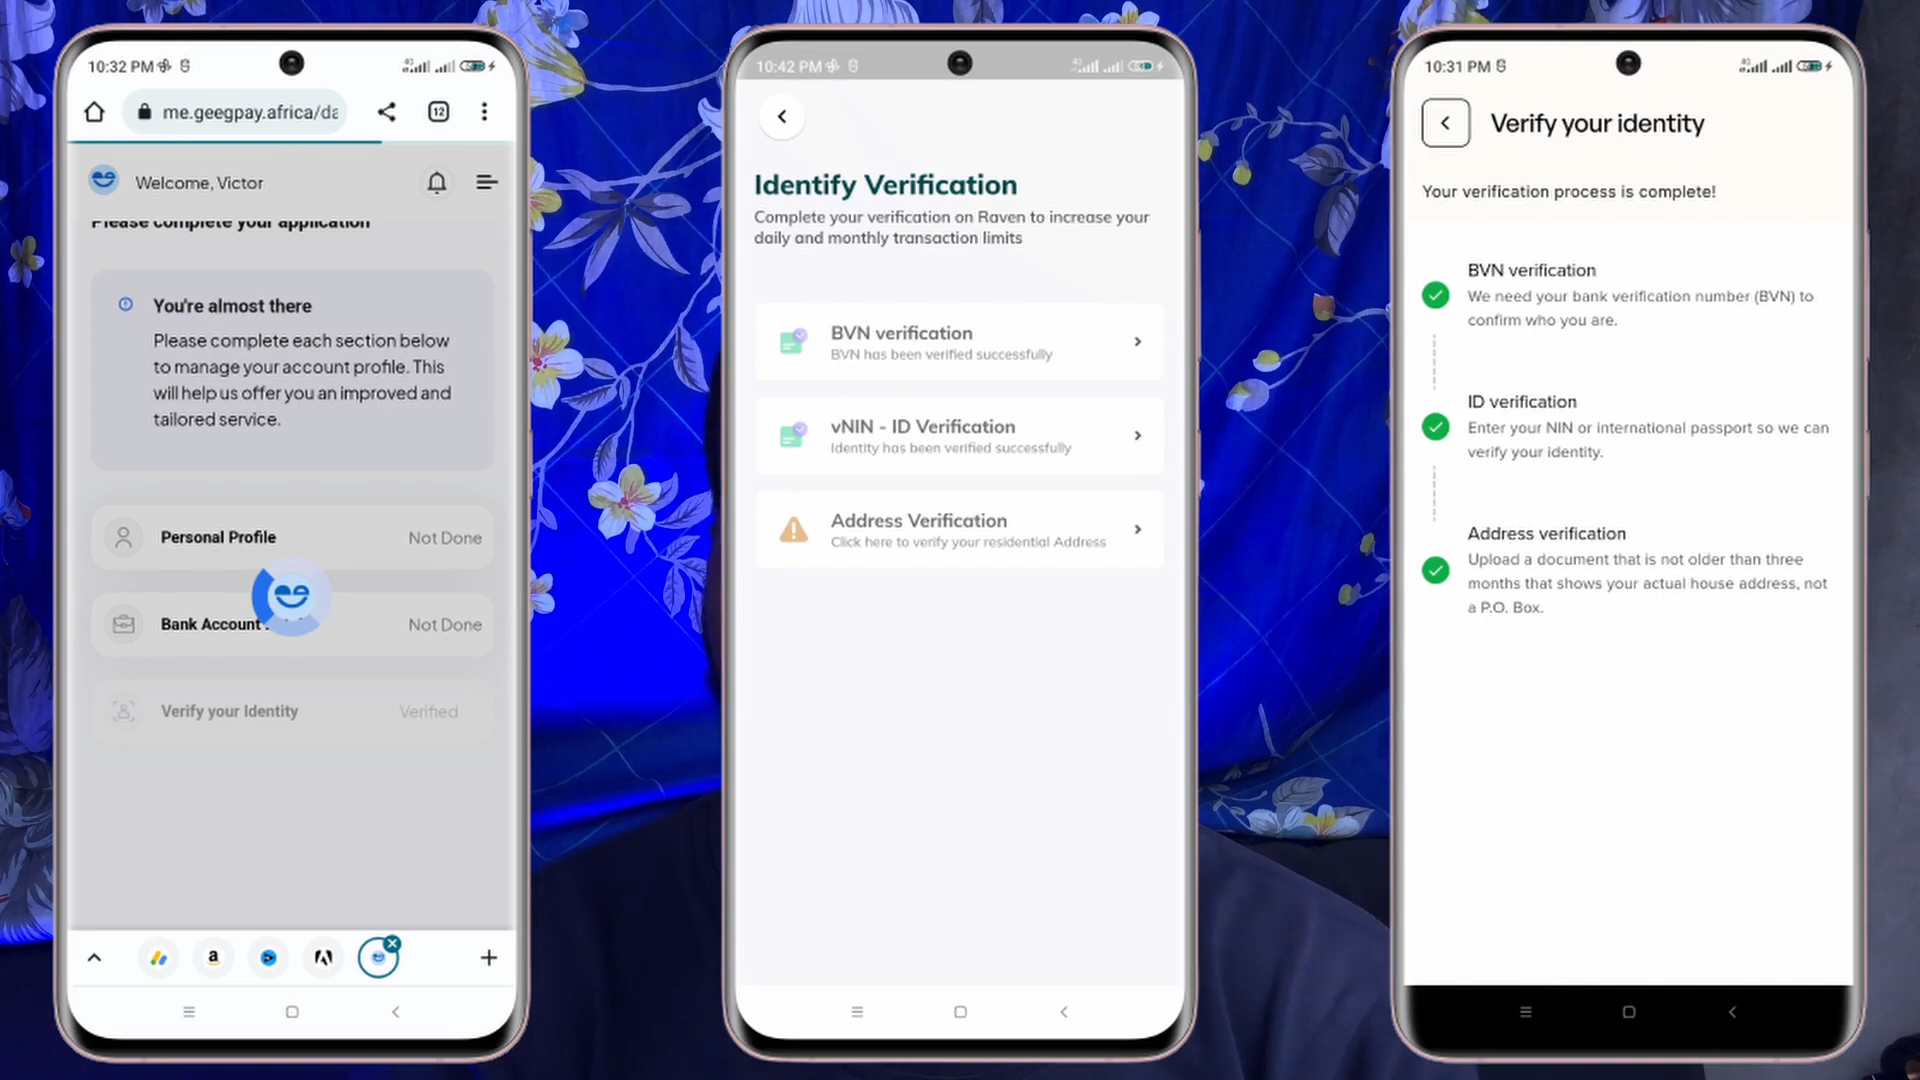 10:32 PM
4G
12
me.geegpay.africa/da
Welcome, Victor
Please complete your application
You're almost there
Please complete each section below
to manage your account profile. This
will help us offer you an improved and
tailored service.
Personal Profile
Not Done
Bank Account
Not Done
Verify your Identity
Verified
a
10:42 PM
4G
Identify Verification
Complete your verification on Raven to increase your
daily and monthly transaction limits
BVN verification
BVN has been verified successfully
vNIN - ID Verification
Identity has been verified successfully
Address Verification
Click here to verify your residential Address
10:31 PM
4G
Verify your identity
Your verification process is complete!
BVN verification
We need your bank verification number (BVN) to
confirm who you are.
ID verification
Enter your NIN or international passport so we can
verify your identity.
Address verification
Upload a document that is not older than three
months that shows your actual house address, not
a P.O. Box.